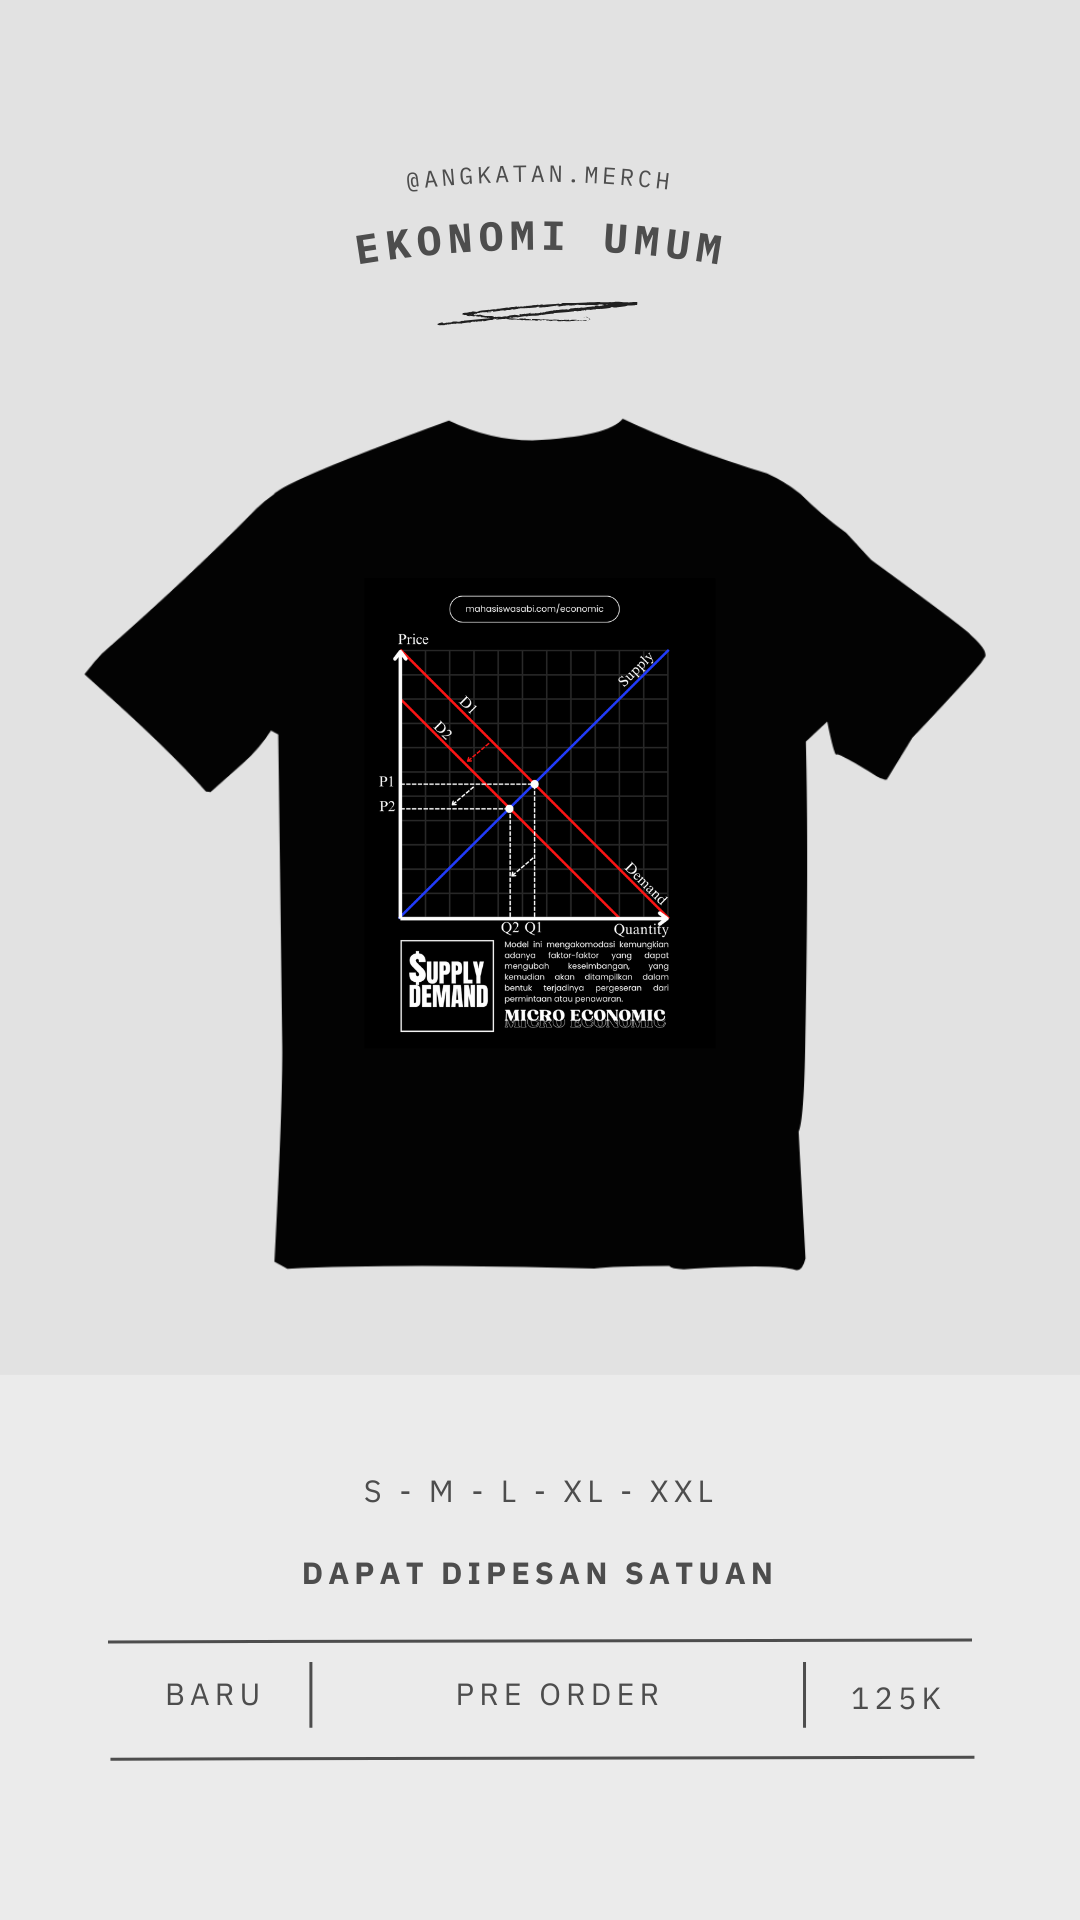 @ANGKATAN.MERCH
EKONOMI UMUM
mahasiswasabi.com/economic
Price
Supply
D1
D2
P1
P2
Demand
Q2 Q1
Quantity
$UPPLY
DEMAND
Model ini mengakomodasi kemungkian
adanya faktor-faktor yang dapat
mengubah keseimbangan, yang
kemudian akan ditampilkan dalam
bentuk terjadinya pergeseran dari
permintaan atau penawaran.
MICRO ECONOMIC
MICRO ECONOMIC
S - M - L - XL - XXL
DAPAT DIPESAN SATUAN
BARU
PRE ORDER
125K